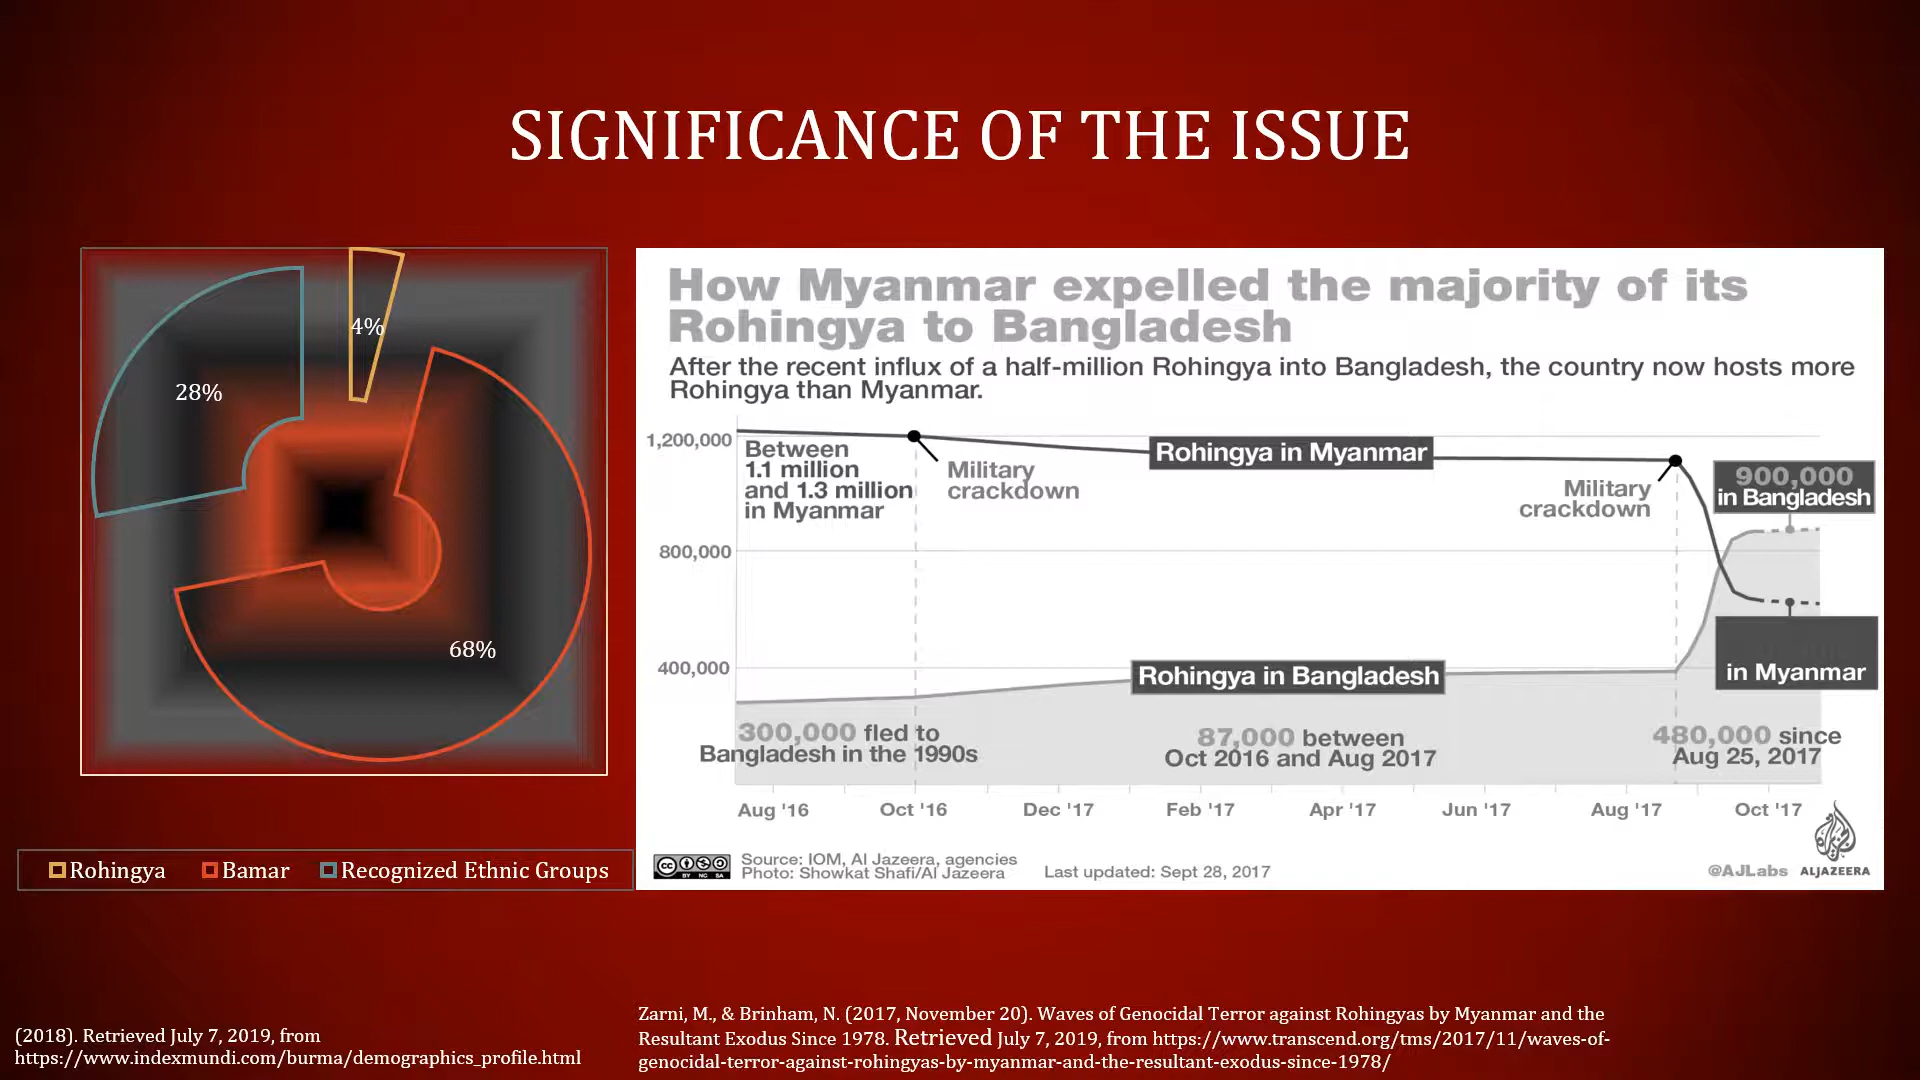 SIGNIFICANCE OF THE ISSUE
4%
28%
68%
Rohingya
Bamar
Recognized Ethnic Groups
How Myanmar expelled the majority of its
Rohingya to Bangladesh
After the recent influx of a half-million Rohingya into Bangladesh, the country now hosts more
Rohingya than Myanmar.
1,200,000
800,000
400,000
Between
1.1 million
and 1.3 million
in Myanmar
Military
crackdown
Rohingya in Myanmar
Military
crackdown
900,000
in Bangladesh
in Myanmar
Rohingya in Bangladesh
300,000 fled to
Bangladesh in the 1990s
87,000 between
Oct 2016 and Aug 2017
480,000 since
Aug 25, 2017
Aug '16
Oct '16
Dec '17
Feb '17
Apr '17
Jun '17
Aug '17
Oct '17
cc BY NC SA
Source: IOM, Al Jazeera, agencies
Photo: Showkat Shafi/Al Jazeera
Last updated: Sept 28, 2017
@AJLabs
ALJAZEERA
(2018). Retrieved July 7, 2019, from
https://www.indexmundi.com/burma/demographics_profile.html
Zarni, M., & Brinham, N. (2017, November 20). Waves of Genocidal Terror against Rohingyas by Myanmar and the
Resultant Exodus Since 1978. Retrieved July 7, 2019, from https://www.transcend.org/tms/2017/11/waves-of-
genocidal-terror-against-rohingyas-by-myanmar-and-the-resultant-exodus-since-1978/